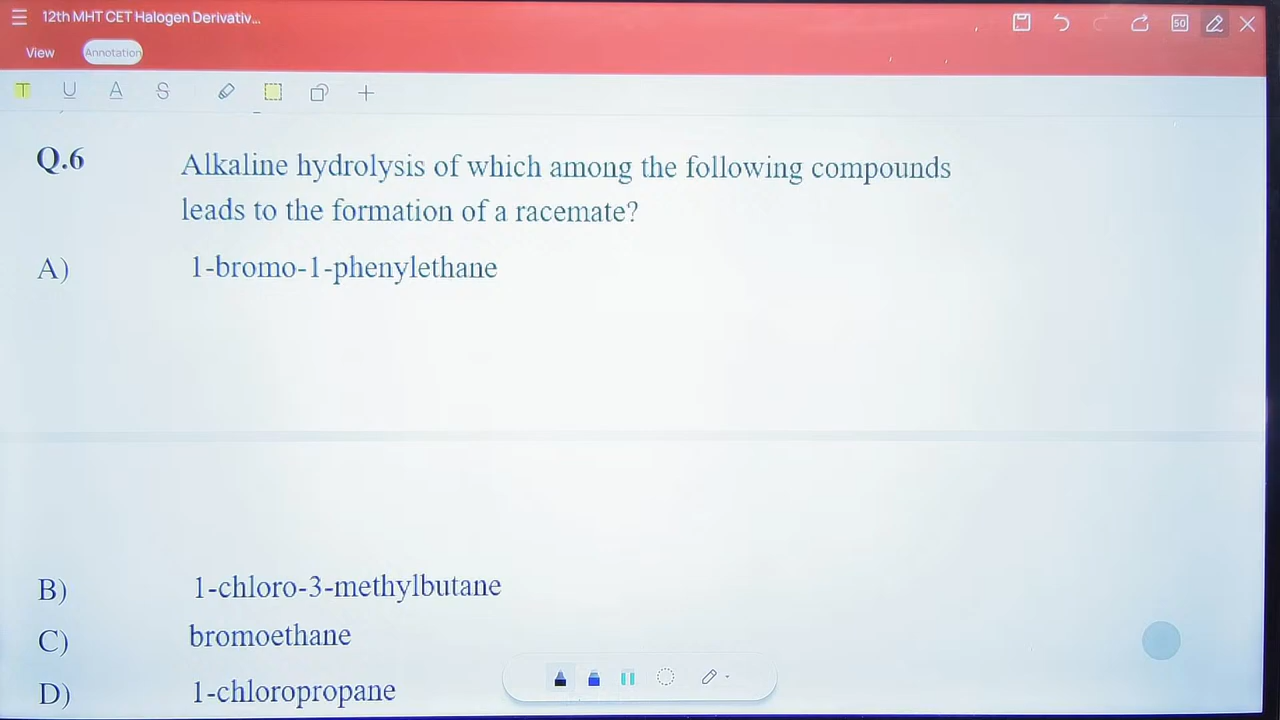 12th MHT CET Halogen Derivativ...
50
View
Annotation
T U A S
Q.6 Alkaline hydrolysis of which among the following compounds
leads to the formation of a racemate?
A) 1-bromo-1-phenylethane
B) 1-chloro-3-methylbutane
C) bromoethane
D) 1-chloropropane